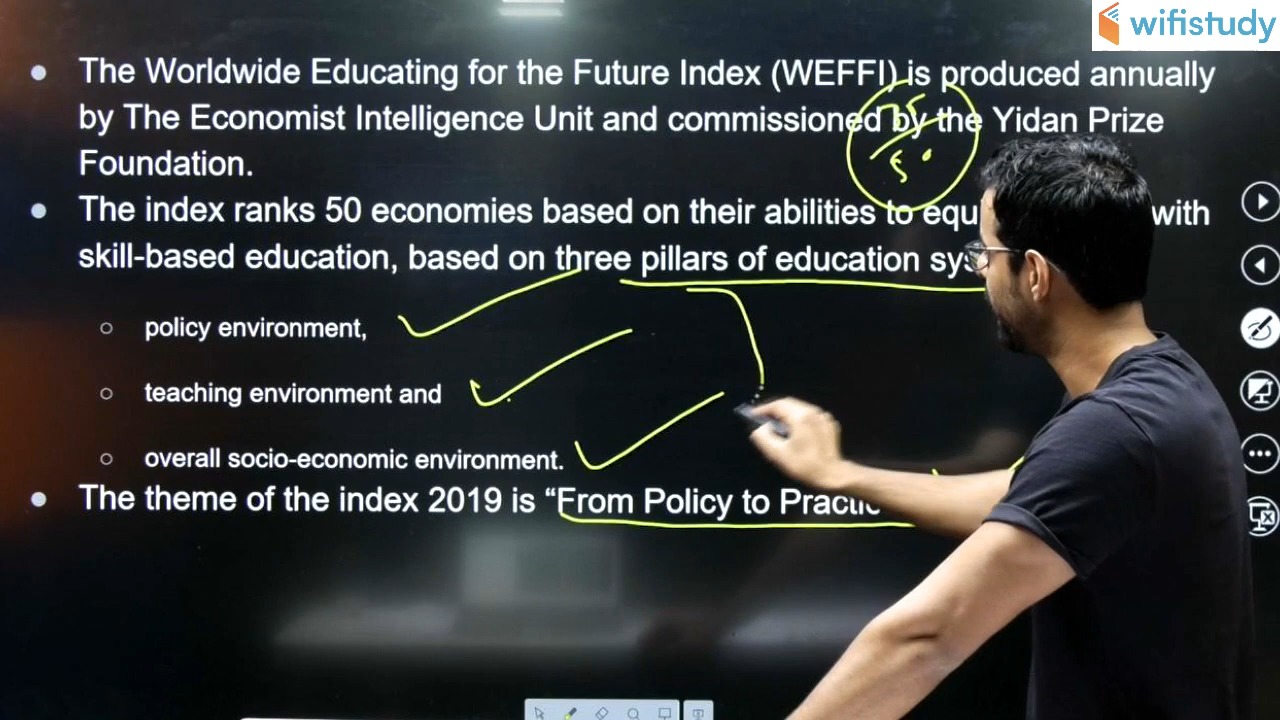 wifistudy
The Worldwide Educating for the Future Index (WEFFI) is produced annually
by The Economist Intelligence Unit and commissioned by the Yidan Prize
Foundation.
The index ranks 50 economies based on their abilities to with
skill-based education, based on three pillars of education
policy environment,
teaching environment and
overall socio-economic environment.
The theme of the index 2019 is “From Policy to